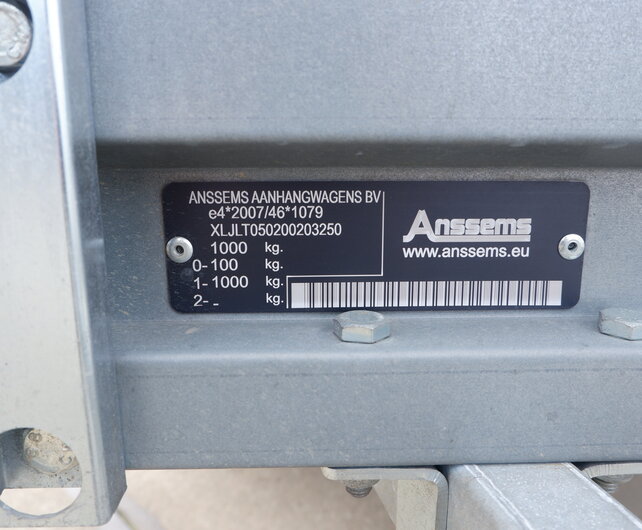 ANSSEMS AANHANGWAGENS BV
e4*2007/46*1079
XLJLT050200203250
1000 kg.
0- 100 kg.
1- 1000 kg.
2- - kg.
Anssems
www.anssems.eu